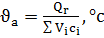 ϑₐ = Qᵣ / ∑ Vᵢcᵢ , °C